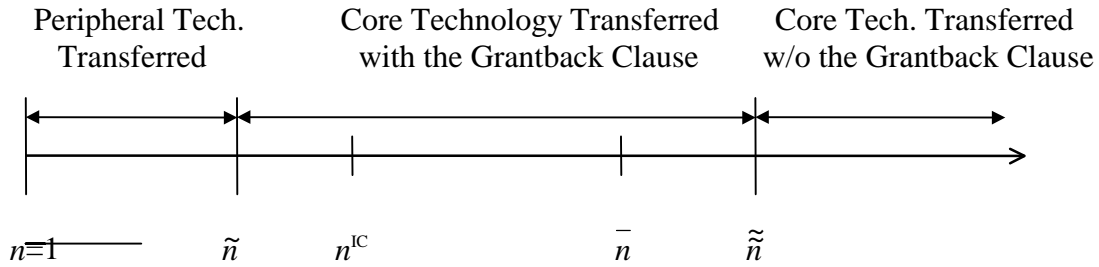 Peripheral Tech.
Transferred
Core Technology Transferred
with the Grantback Clause
Core Tech. Transferred
w/o the Grantback Clause
n=1 ñ n^IC n̄ ñ̃